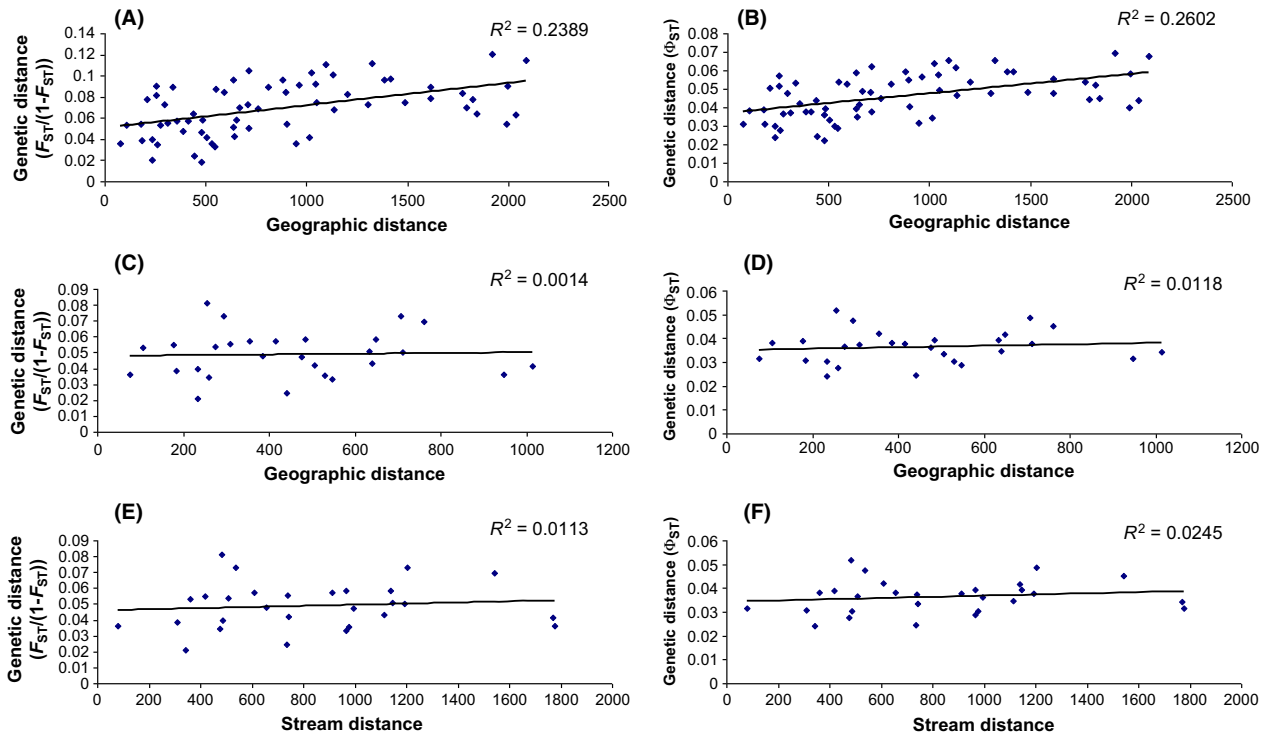 (A)
R² = 0.2389
Genetic distance
(F_ST/(1-F_ST))
0.14
0.12
0.1
0.08
0.06
0.04
0.02
0
0 500 1000 1500 2000 2500
Geographic distance
(B)
R² = 0.2602
Genetic distance (Φ_ST)
0.08
0.07
0.06
0.05
0.04
0.03
0.02
0.01
0
0 500 1000 1500 2000 2500
Geographic distance
(C)
R² = 0.0014
Genetic distance
(F_ST/(1-F_ST))
0.09
0.08
0.07
0.06
0.05
0.04
0.03
0.02
0.01
0
0 200 400 600 800 1000 1200
Geographic distance
(D)
R² = 0.0118
Genetic distance (Φ_ST)
0.06
0.05
0.04
0.03
0.02
0.01
0
0 200 400 600 800 1000 1200
Geographic distance
(E)
R² = 0.0113
Genetic distance
(F_ST/(1-F_ST))
0.09
0.08
0.07
0.06
0.05
0.04
0.03
0.02
0.01
0
0 200 400 600 800 1000 1200 1400 1600 1800 2000
Stream distance
(F)
R² = 0.0245
Genetic distance (Φ_ST)
0.06
0.05
0.04
0.03
0.02
0.01
0
0 200 400 600 800 1000 1200 1400 1600 1800 2000
Stream distance